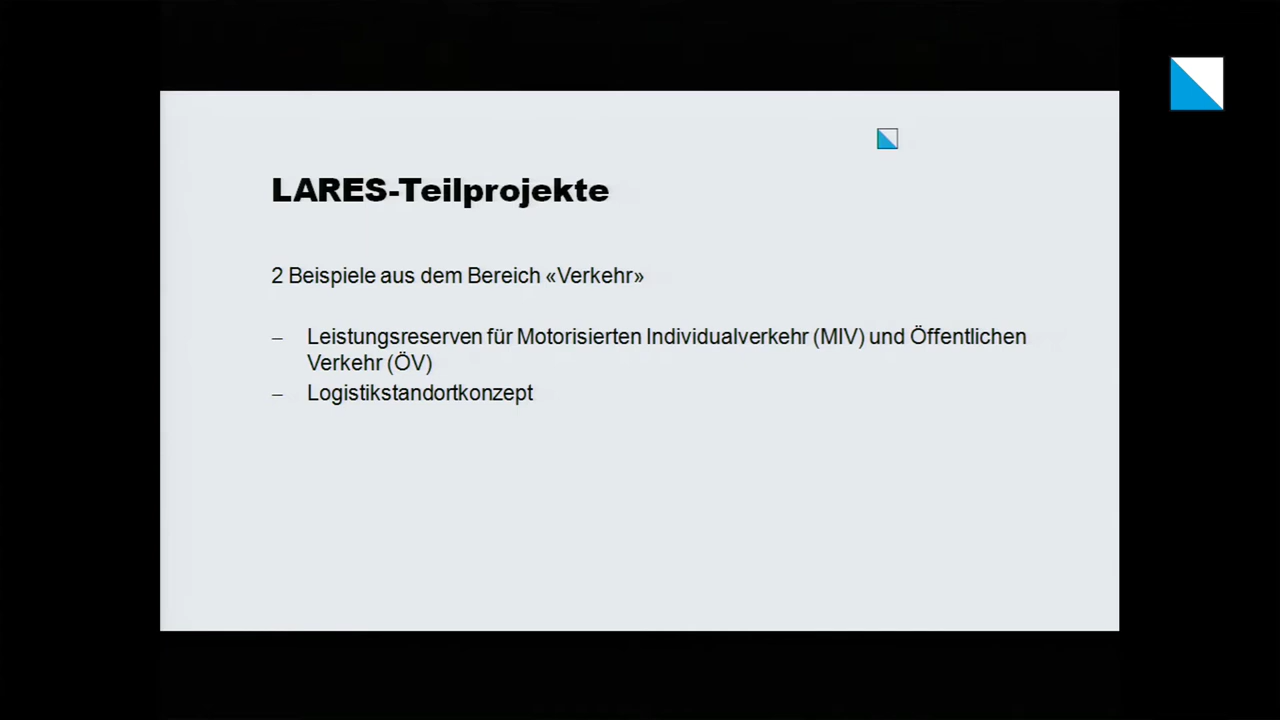 LARES-Teilprojekte
2 Beispiele aus dem Bereich «Verkehr»
– Leistungsreserven für Motorisierten Individualverkehr (MIV) und Öffentlichen
Verkehr (ÖV)
– Logistikstandortkonzept